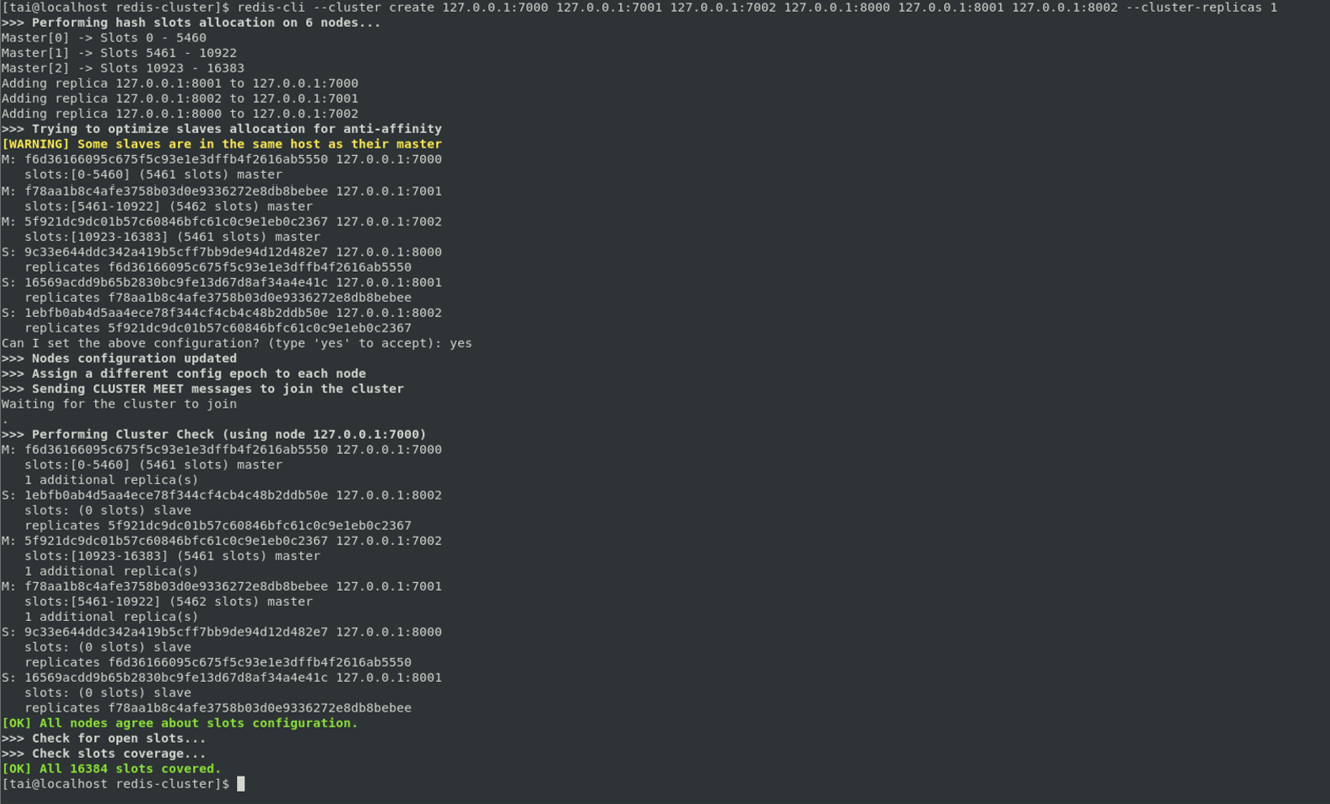 [tai@localhost redis-cluster]$ redis-cli --cluster create 127.0.0.1:7000 127.0.0.1:7001 127.0.0.1:7002 127.0.0.1:8000 127.0.0.1:8001 127.0.0.1:8002 --cluster-replicas 1
>>> Performing hash slots allocation on 6 nodes...
Master[0] -> Slots 0 - 5460
Master[1] -> Slots 5461 - 10922
Master[2] -> Slots 10923 - 16383
Adding replica 127.0.0.1:8001 to 127.0.0.1:7000
Adding replica 127.0.0.1:8002 to 127.0.0.1:7001
Adding replica 127.0.0.1:8000 to 127.0.0.1:7002
>>> Trying to optimize slaves allocation for anti-affinity
[WARNING] Some slaves are in the same host as their master
M: f6d36166095c675f5c93e1e3dffb4f2616ab5550 127.0.0.1:7000
   slots:[0-5460] (5461 slots) master
M: f78aa1b8c4afe3758b03d0e9336272e8db8bebee 127.0.0.1:7001
   slots:[5461-10922] (5462 slots) master
M: 5f921dc9dc01b57c60846bfc61c0c9e1eb0c2367 127.0.0.1:7002
   slots:[10923-16383] (5461 slots) master
S: 9c33e644ddc342a419b5cff7bb9de94d12d482e7 127.0.0.1:8000
   replicates f6d36166095c675f5c93e1e3dffb4f2616ab5550
S: 16569acdd9b65b2830bc9fe13d67d8af34a4e41c 127.0.0.1:8001
   replicates f78aa1b8c4afe3758b03d0e9336272e8db8bebee
S: 1ebfb0ab4d5aa4ece78f344cf4cb4c48b2ddb50e 127.0.0.1:8002
   replicates 5f921dc9dc01b57c60846bfc61c0c9e1eb0c2367
Can I set the above configuration? (type 'yes' to accept): yes
>>> Nodes configuration updated
>>> Assign a different config epoch to each node
>>> Sending CLUSTER MEET messages to join the cluster
Waiting for the cluster to join
.
>>> Performing Cluster Check (using node 127.0.0.1:7000)
M: f6d36166095c675f5c93e1e3dffb4f2616ab5550 127.0.0.1:7000
   slots:[0-5460] (5461 slots) master
   1 additional replica(s)
S: 1ebfb0ab4d5aa4ece78f344cf4cb4c48b2ddb50e 127.0.0.1:8002
   slots: (0 slots) slave
   replicates 5f921dc9dc01b57c60846bfc61c0c9e1eb0c2367
M: 5f921dc9dc01b57c60846bfc61c0c9e1eb0c2367 127.0.0.1:7002
   slots:[10923-16383] (5461 slots) master
   1 additional replica(s)
M: f78aa1b8c4afe3758b03d0e9336272e8db8bebee 127.0.0.1:7001
   slots:[5461-10922] (5462 slots) master
   1 additional replica(s)
S: 9c33e644ddc342a419b5cff7bb9de94d12d482e7 127.0.0.1:8000
   slots: (0 slots) slave
   replicates f6d36166095c675f5c93e1e3dffb4f2616ab5550
S: 16569acdd9b65b2830bc9fe13d67d8af34a4e41c 127.0.0.1:8001
   slots: (0 slots) slave
   replicates f78aa1b8c4afe3758b03d0e9336272e8db8bebee
[OK] All nodes agree about slots configuration.
>>> Check for open slots...
>>> Check slots coverage...
[OK] All 16384 slots covered.
[tai@localhost redis-cluster]$